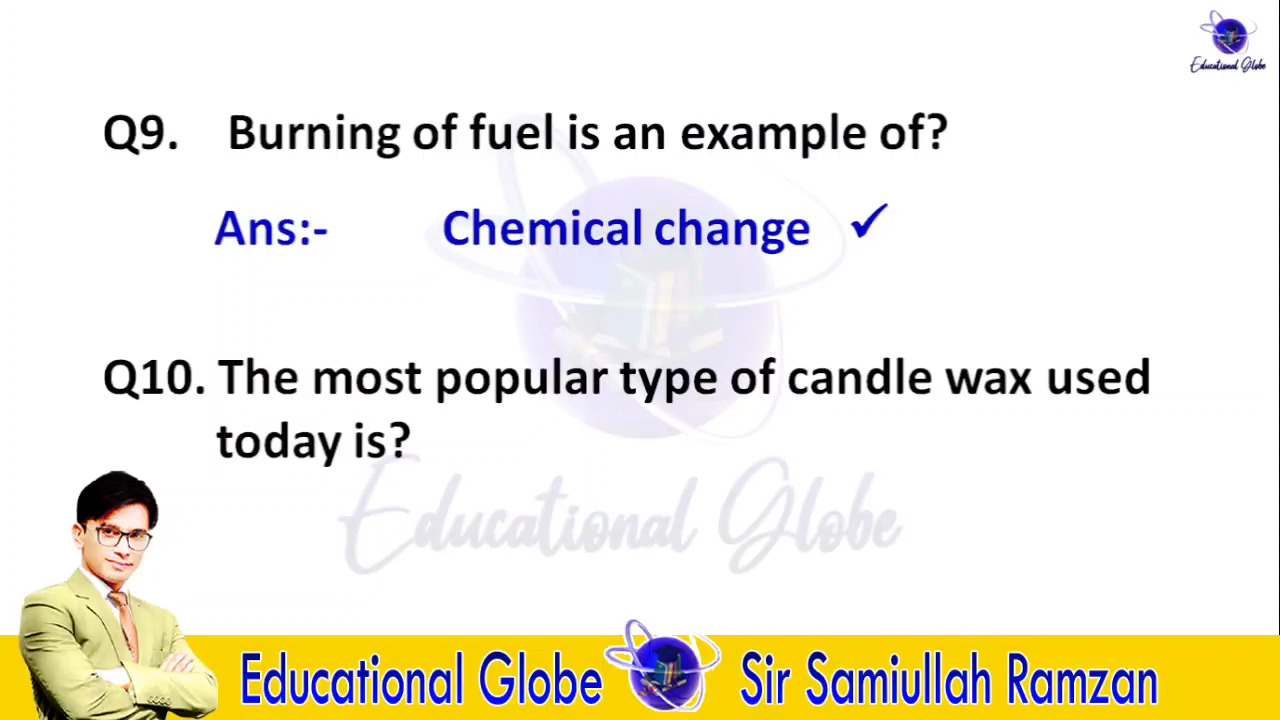 Educational Globe
Q9. Burning of fuel is an example of?
Ans:- Chemical change ✓
Q10. The most popular type of candle wax used
today is?
Educational Globe
Educational Globe Sir Samiullah Ramzan